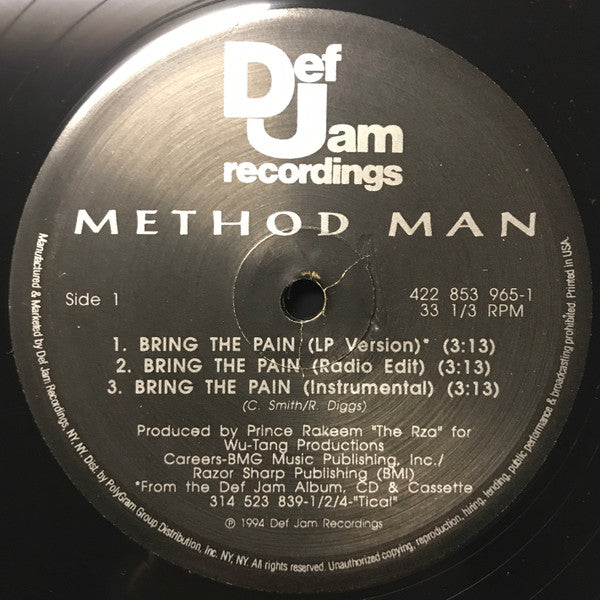 Def
Jam
recordings
METHOD MAN
Side 1
422 853 965-1
33 1/3 RPM
1. BRING THE PAIN (LP Version)* (3:13)
2. BRING THE PAIN (Radio Edit) (3:13)
3. BRING THE PAIN (Instrumental) (3:13)
(C. Smith/R. Diggs)
Produced by Prince Rakeem "The Rza" for
Wu-Tang Productions
Careers-BMG Music Publishing, Inc./
Razor Sharp Publishing (BMI)
*From the Def Jam Album, CD & Cassette
314 523 839-1/2/4-"Tical"
℗ 1994 Def Jam Recordings
Manufactured & Marketed by Def Jam Recordings, NY, NY. Dist. by PolyGram Group Distribution, Inc. NY, NY. All rights reserved. Unauthorized copying, reproduction, hiring, lending, public performance & broadcasting prohibited. Printed in USA.